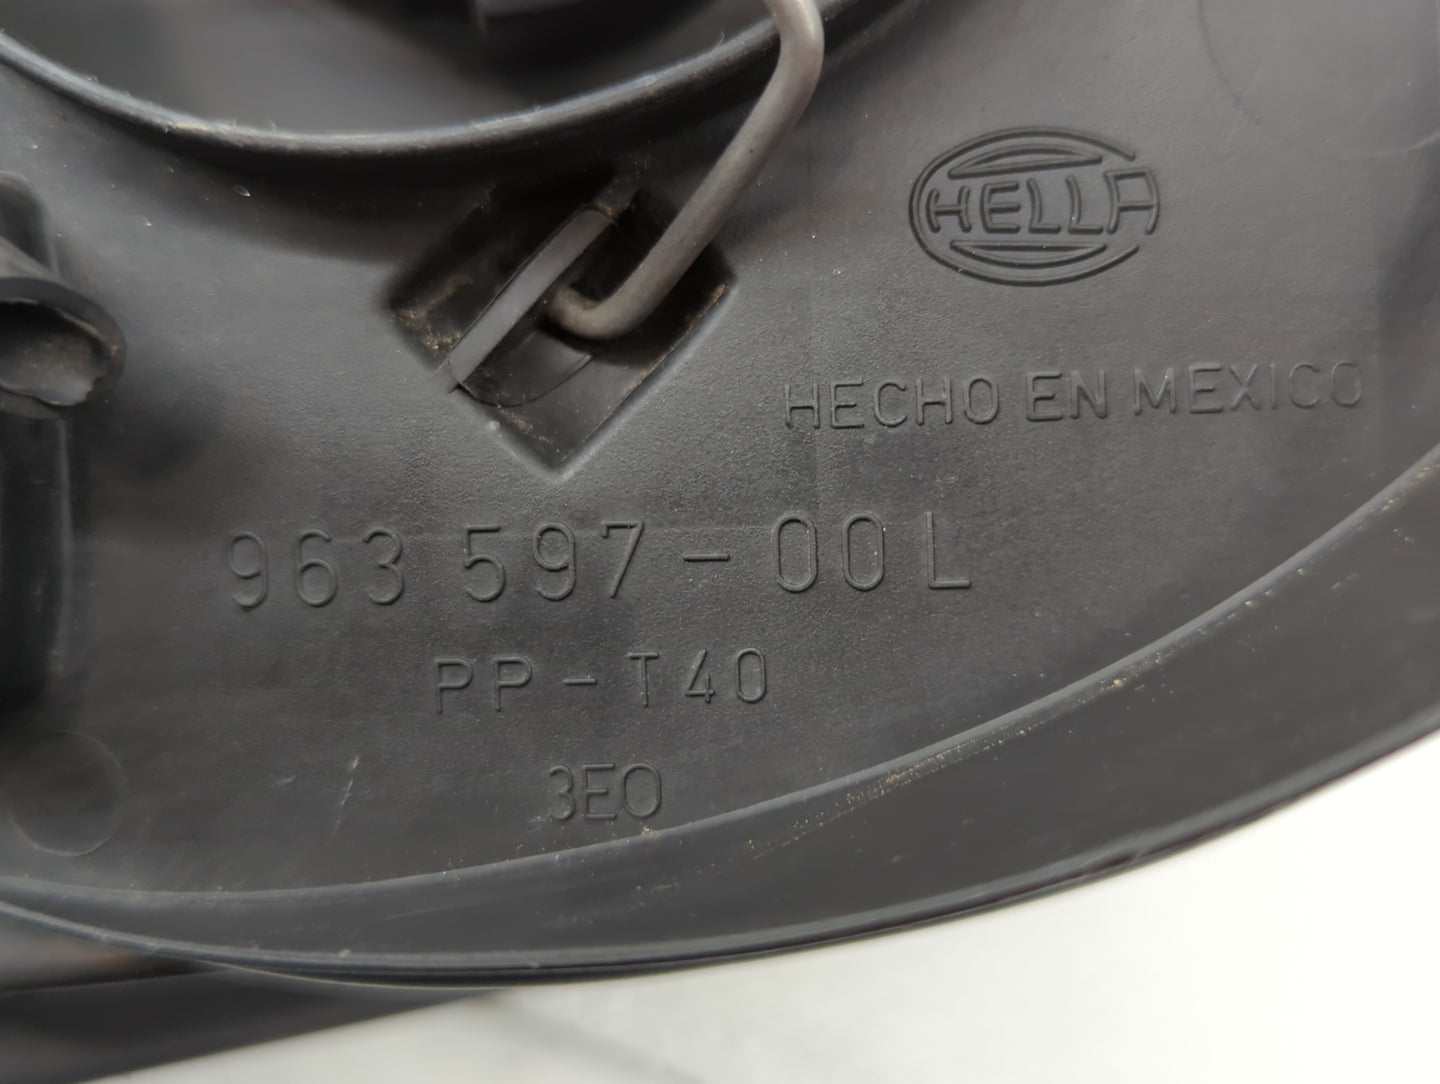 HELLA
HECHO EN MEXICO
963 597-00L
PP-T40
3EO